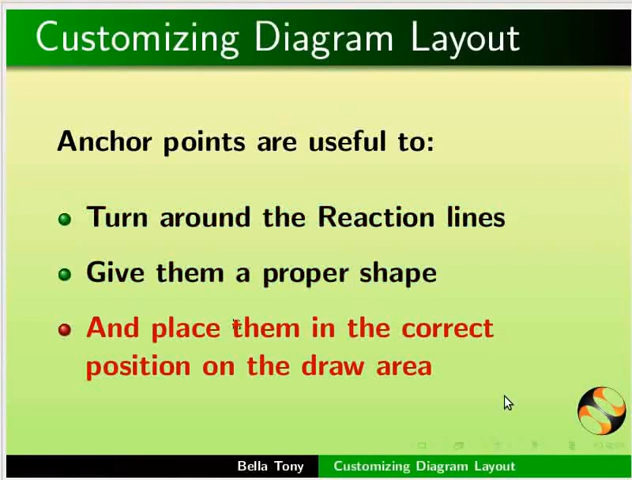 Customizing Diagram Layout
Anchor points are useful to:
Turn around the Reaction lines
Give them a proper shape
And place them in the correct
position on the draw area
Bella Tony
Customizing Diagram Layout